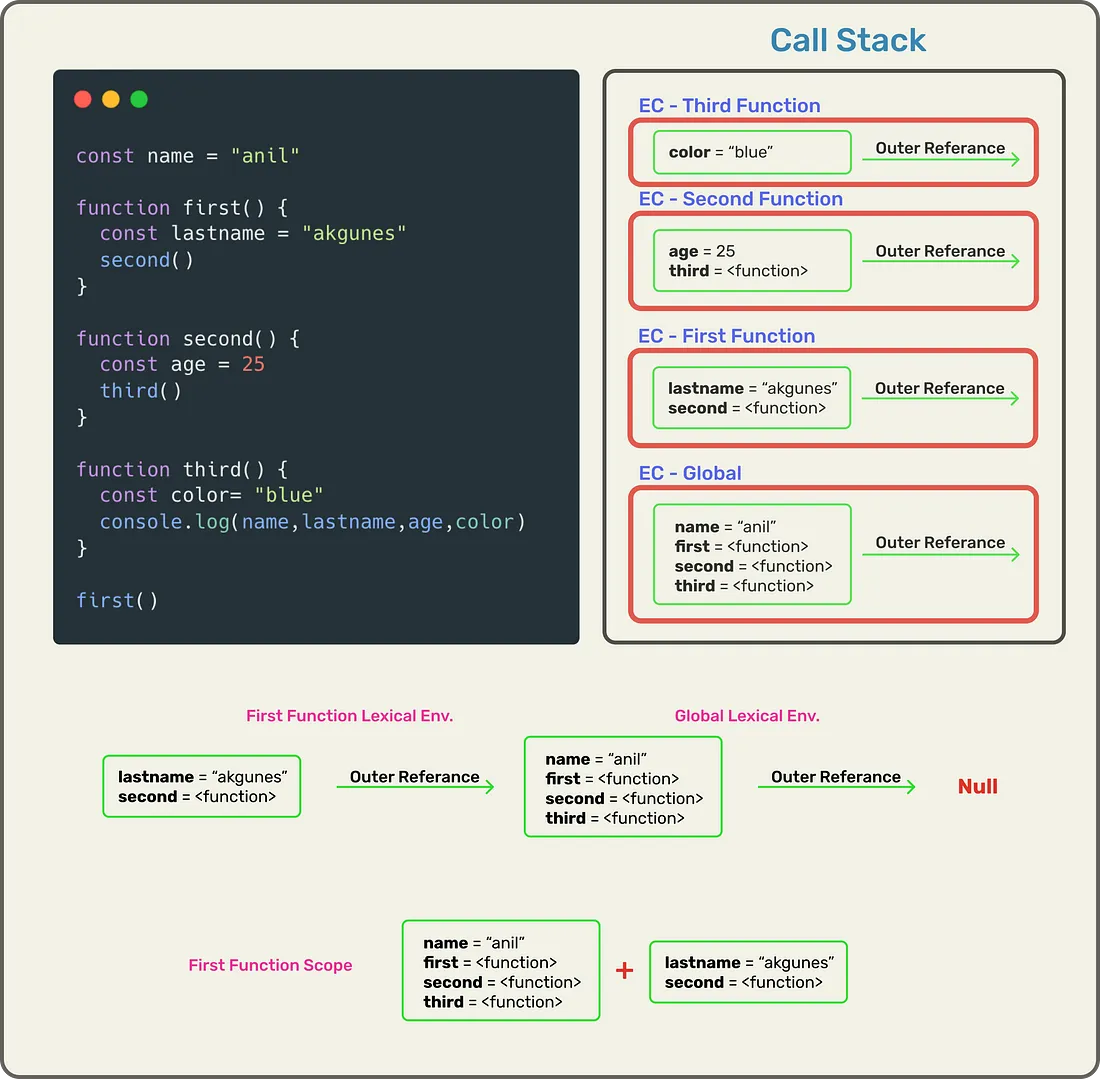 Call Stack
const name = "anil"
function first() {
const lastname = "akgunes"
second()
}
function second() {
const age = 25
third()
}
function third() {
const color= "blue"
console.log(name,lastname,age,color)
}
first()
EC - Third Function
color = “blue”
Outer Referance
EC - Second Function
age = 25
third = <function>
Outer Referance
EC - First Function
lastname = “akgunes”
second = <function>
Outer Referance
EC - Global
name = “anil”
first = <function>
second = <function>
third = <function>
Outer Referance
First Function Lexical Env.
lastname = “akgunes”
second = <function>
Outer Referance
Global Lexical Env.
name = “anil”
first = <function>
second = <function>
third = <function>
Outer Referance
Null
First Function Scope
name = “anil”
first = <function>
second = <function>
third = <function>
+
lastname = “akgunes”
second = <function>